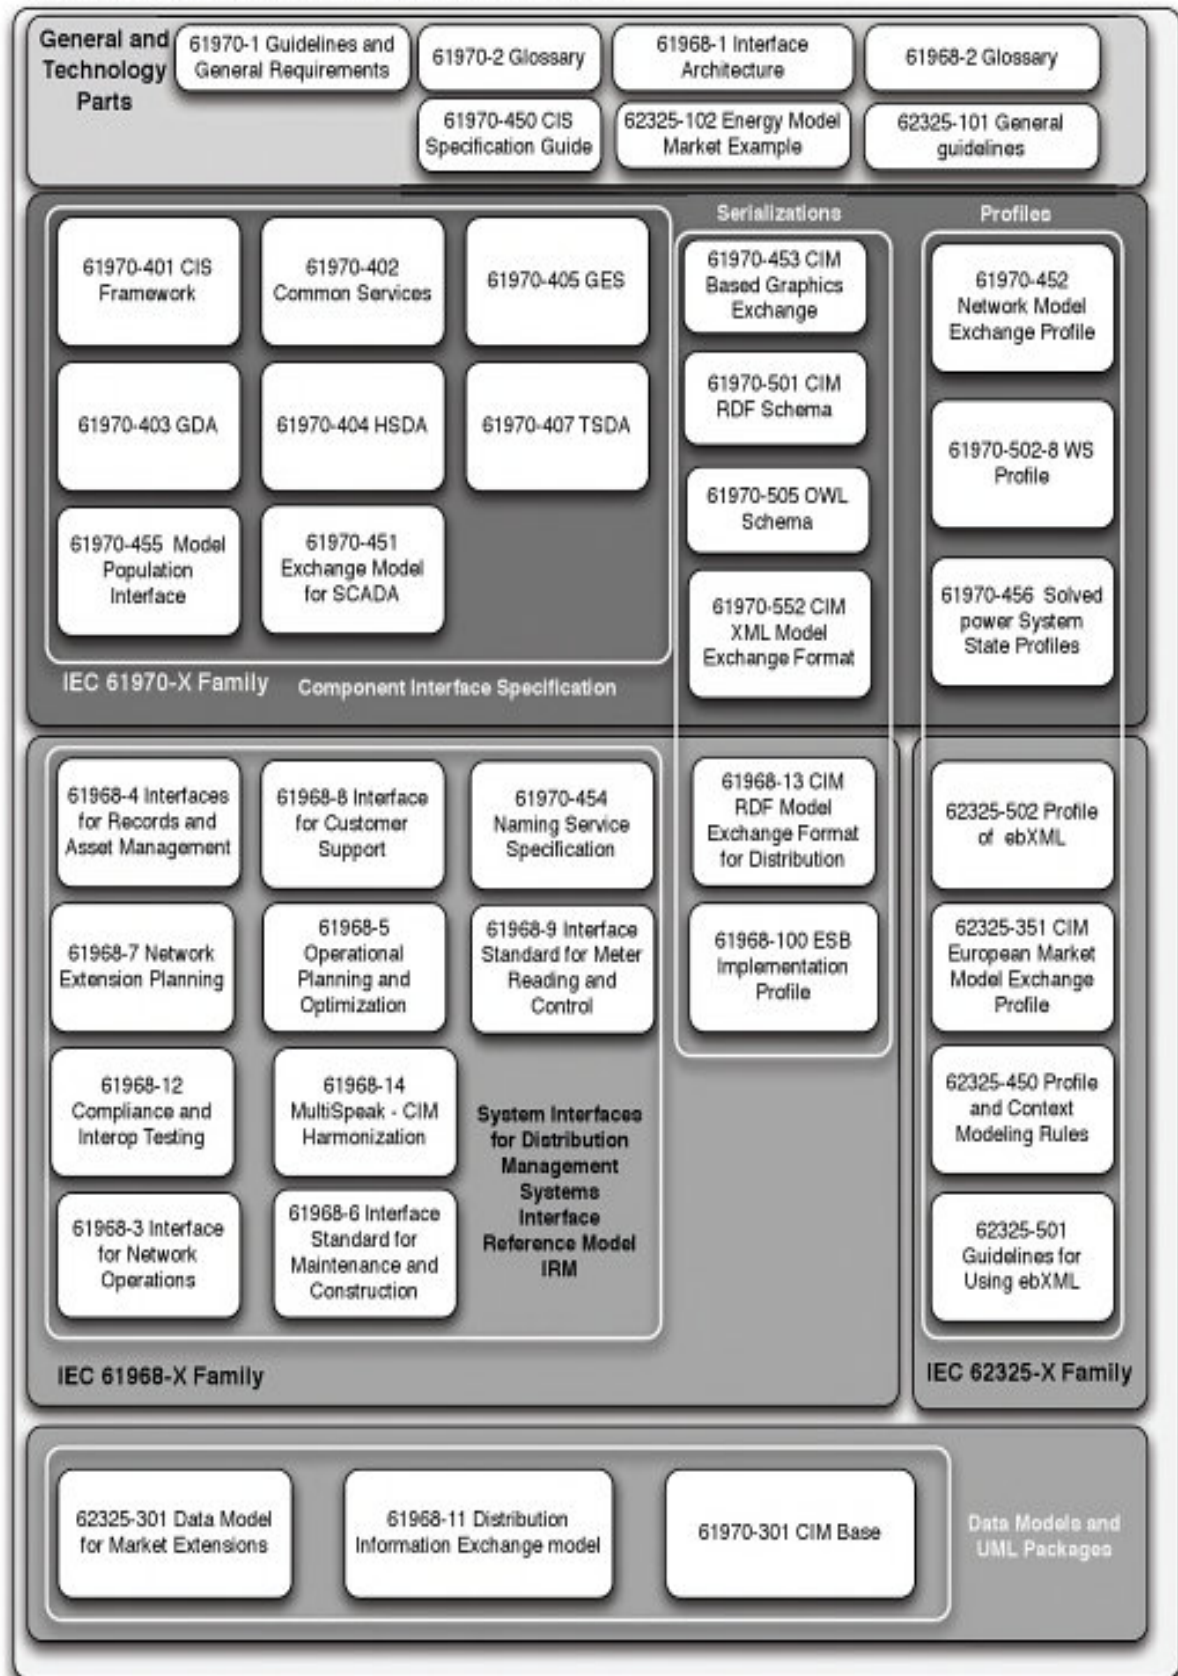 General and
Technology
Parts
61970-1 Guidelines and
General Requirements
61970-2 Glossary
61968-1 Interface
Architecture
61968-2 Glossary
61970-450 CIS
Specification Guide
62325-102 Energy Model
Market Example
62325-101 General
guidelines
Serializations
Profiles
61970-401 CIS
Framework
61970-402
Common Services
61970-405 GES
61970-403 GDA
61970-404 HSDA
61970-407 TSDA
61970-455 Model
Population
Interface
61970-451
Exchange Model
for SCADA
IEC 61970-X Family
Component Interface Specification
61970-453 CIM
Based Graphics
Exchange
61970-501 CIM
RDF Schema
61970-505 OWL
Schema
61970-552 CIM
XML Model
Exchange Format
61970-452
Network Model
Exchange Profile
61970-502-8 WS
Profile
61970-456 Solved
power System
State Profiles
61968-4 Interfaces
for Records and
Asset Management
61968-8 Interface
for Customer
Support
61970-454
Naming Service
Specification
61968-7 Network
Extension Planning
61968-5
Operational
Planning and
Optimization
61968-9 Interface
Standard for Meter
Reading and
Control
61968-12
Compliance and
Interop Testing
61968-14
MultiSpeak - CIM
Harmonization
System Interfaces
for Distribution
Management
Systems
Interface
Reference Model
IRM
61968-3 Interface
for Network
Operations
61968-6 Interface
Standard for
Maintenance and
Construction
IEC 61968-X Family
61968-13 CIM
RDF Model
Exchange Format
for Distribution
61968-100 ESB
Implementation
Profile
62325-502 Profile
of ebXML
62325-351 CIM
European Market
Model Exchange
Profile
62325-450 Profile
and Context
Modeling Rules
62325-501
Guidelines for
Using ebXML
IEC 62325-X Family
62325-301 Data Model
for Market Extensions
61968-11 Distribution
Information Exchange model
61970-301 CIM Base
Data Models and
UML Packages